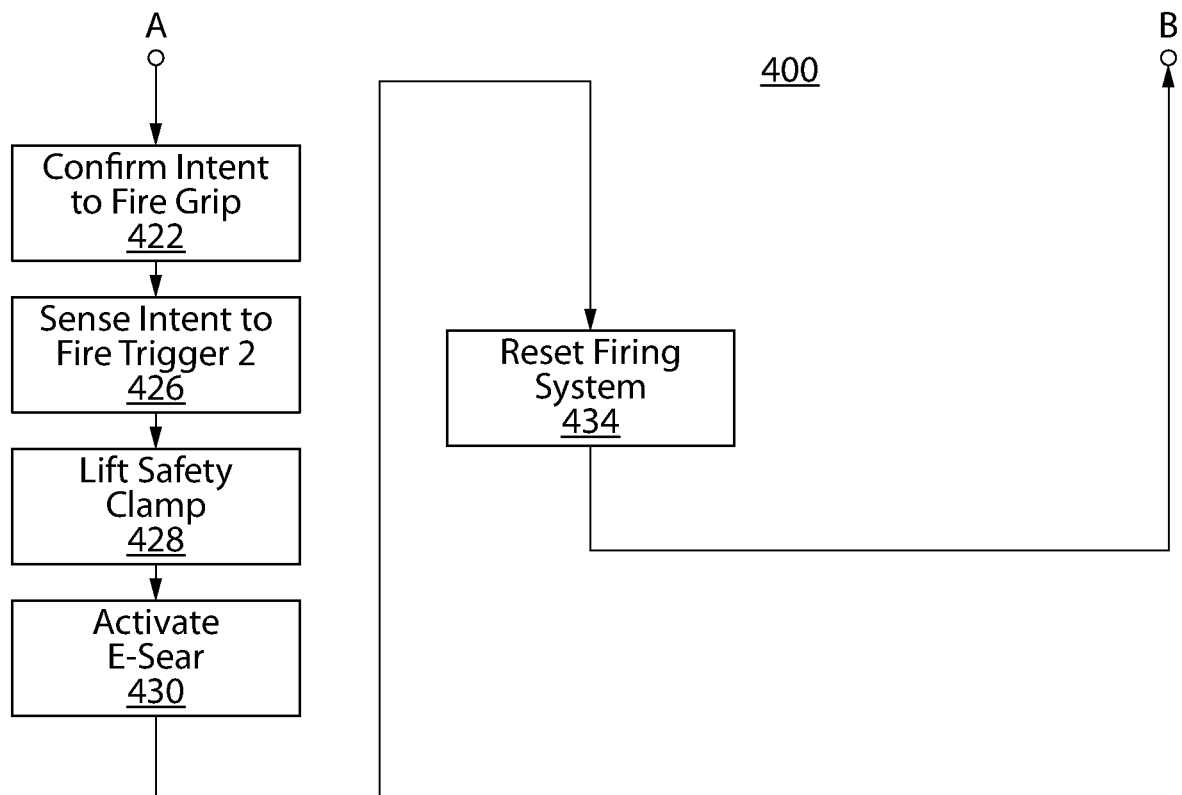 A
B
400
Confirm Intent
to Fire Grip
422
Sense Intent to
Fire Trigger 2
426
Lift Safety
Clamp
428
Activate
E-Sear
430
Reset Firing
System
434